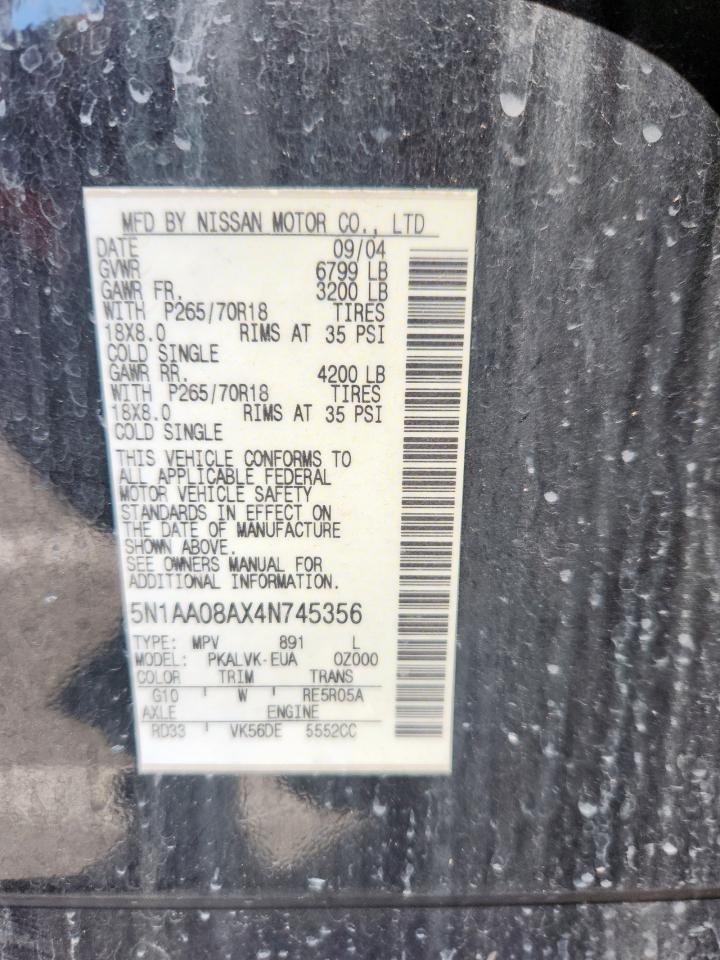 MFD BY NISSAN MOTOR CO., LTD
DATE 09/04
GVWR 6799 LB
GAWR FR. 3200 LB
WITH P265/70R18 TIRES
18X8.0 RIMS AT 35 PSI
COLD SINGLE
GAWR RR. 4200 LB
WITH P265/70R18 TIRES
18X8.0 RIMS AT 35 PSI
COLD SINGLE
THIS VEHICLE CONFORMS TO
ALL APPLICABLE FEDERAL
MOTOR VEHICLE SAFETY
STANDARDS IN EFFECT ON
THE DATE OF MANUFACTURE
SHOWN ABOVE.
SEE OWNERS MANUAL FOR
ADDITIONAL INFORMATION.
5N1AA08AX4N745356
TYPE: MPV 891 L
MODEL: PKALVK-EUA 0Z000
COLOR TRIM TRANS
G10 W RE5R05A
AXLE ENGINE
RD33 VK56DE 5552CC